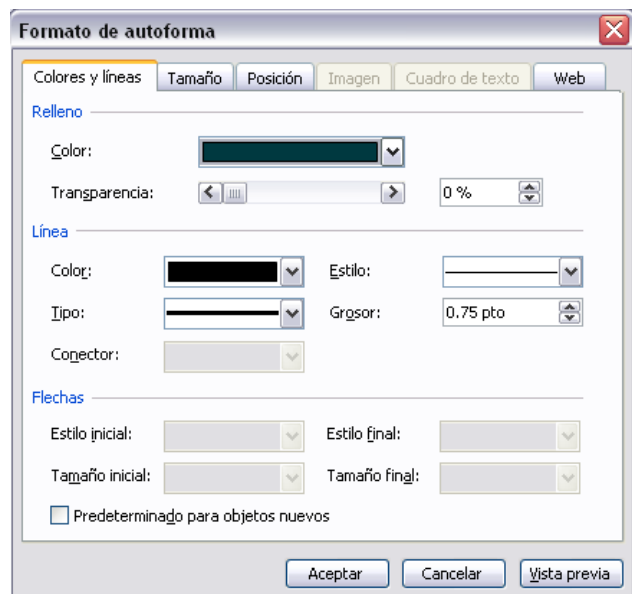 Formato de autoforma
Colores y líneas Tamaño Posición Imagen Cuadro de texto Web
Relleno
Color:
Transparencia: 0 %
Línea
Color: Estilo:
Tipo: Grosor: 0.75 pto
Conector:
Flechas
Estilo inicial: Estilo final:
Tamaño inicial: Tamaño final:
Predeterminado para objetos nuevos
Aceptar Cancelar Vista previa